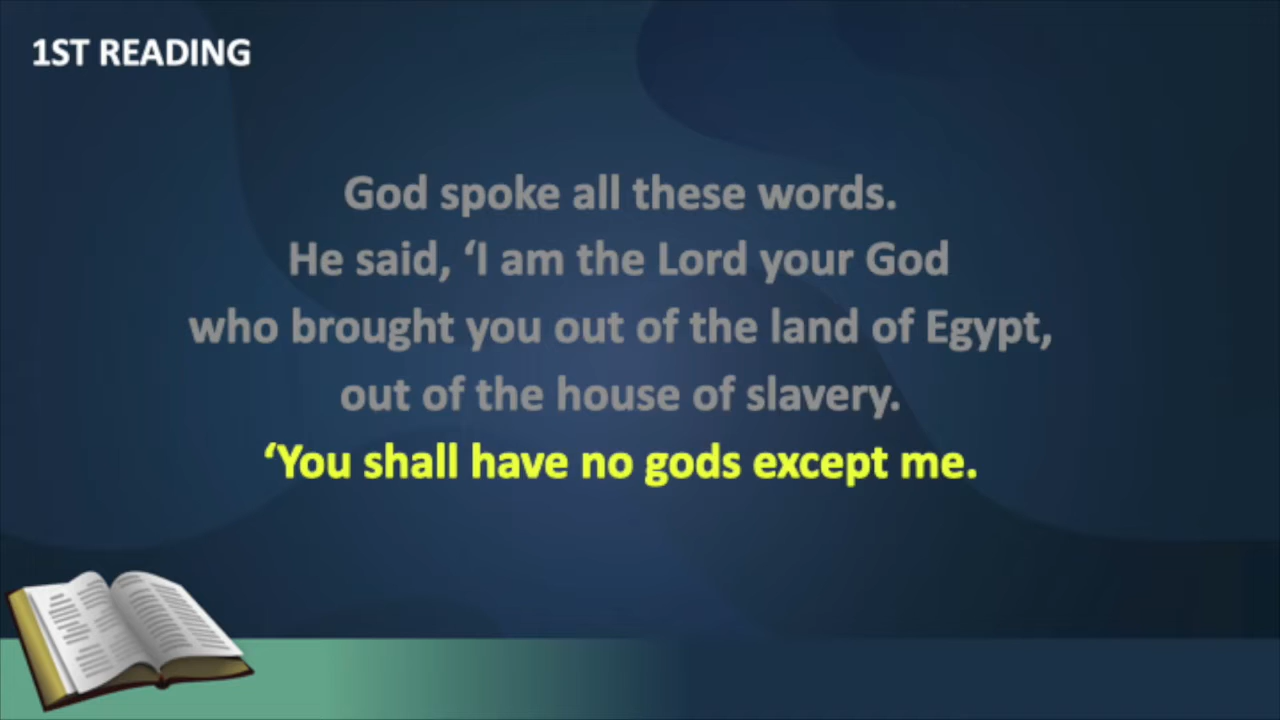 1ST READING
God spoke all these words.
He said, ‘I am the Lord your God
who brought you out of the land of Egypt,
out of the house of slavery.
‘You shall have no gods except me.